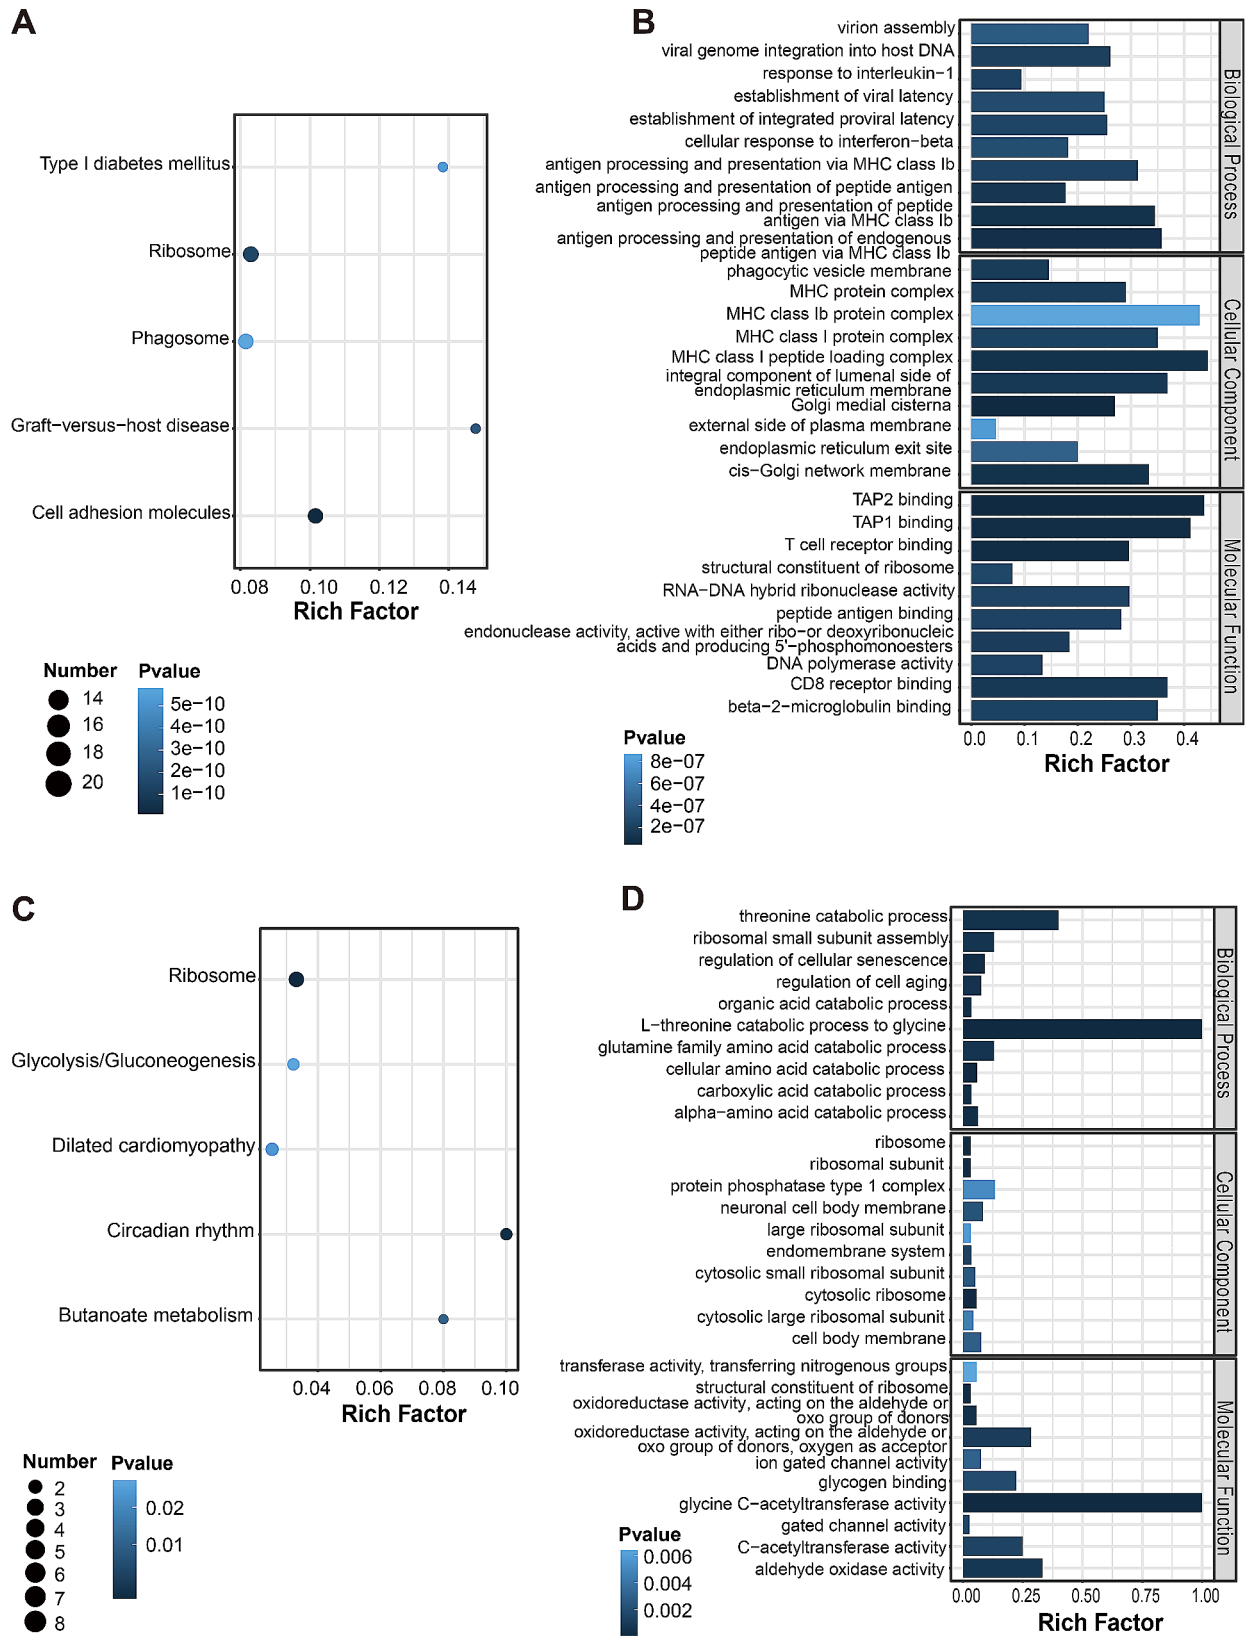 A
Type I diabetes mellitus
Ribosome
Phagosome
Graft−versus−host disease
Cell adhesion molecules
0.08 0.10 0.12 0.14
Rich Factor
Number
14
16
18
20
Pvalue
5e−10
4e−10
3e−10
2e−10
1e−10
B
virion assembly
viral genome integration into host DNA
response to interleukin−1
establishment of viral latency
establishment of integrated proviral latency
cellular response to interferon−beta
antigen processing and presentation via MHC class Ib
antigen processing and presentation of peptide antigen
antigen processing and presentation of peptide
antigen via MHC class Ib
antigen processing and presentation of endogenous
peptide antigen via MHC class Ib
Biological Process
phagocytic vesicle membrane
MHC protein complex
MHC class Ib protein complex
MHC class I protein complex
MHC class I peptide loading complex
integral component of lumenal side of
endoplasmic reticulum membrane
Golgi medial cisterna
external side of plasma membrane
endoplasmic reticulum exit site
cis−Golgi network membrane
Cellular Component
TAP2 binding
TAP1 binding
T cell receptor binding
structural constituent of ribosome
RNA−DNA hybrid ribonuclease activity
peptide antigen binding
endonuclease activity, active with either ribo−or deoxyribonucleic
acids and producing 5'−phosphomonoesters
DNA polymerase activity
CD8 receptor binding
beta−2−microglobulin binding
Molecular Function
0.0 0.1 0.2 0.3 0.4
Rich Factor
Pvalue
8e−07
6e−07
4e−07
2e−07
C
Ribosome
Glycolysis/Gluconeogenesis
Dilated cardiomyopathy
Circadian rhythm
Butanoate metabolism
0.04 0.06 0.08 0.10
Rich Factor
Number
2
3
4
5
6
7
8
Pvalue
0.02
0.01
D
threonine catabolic process
ribosomal small subunit assembly
regulation of cellular senescence
regulation of cell aging
organic acid catabolic process
L−threonine catabolic process to glycine
glutamine family amino acid catabolic process
cellular amino acid catabolic process
carboxylic acid catabolic process
alpha−amino acid catabolic process
Biological Process
ribosome
ribosomal subunit
protein phosphatase type 1 complex
neuronal cell body membrane
large ribosomal subunit
endomembrane system
cytosolic small ribosomal subunit
cytosolic ribosome
cytosolic large ribosomal subunit
cell body membrane
Cellular Component
transferase activity, transferring nitrogenous groups
structural constituent of ribosome
oxidoreductase activity, acting on the aldehyde or
oxo group of donors
oxidoreductase activity, acting on the aldehyde or
oxo group of donors, oxygen as acceptor
ion gated channel activity
glycogen binding
glycine C−acetyltransferase activity
gated channel activity
C−acetyltransferase activity
aldehyde oxidase activity
Molecular Function
0.00 0.25 0.50 0.75 1.00
Rich Factor
Pvalue
0.006
0.004
0.002